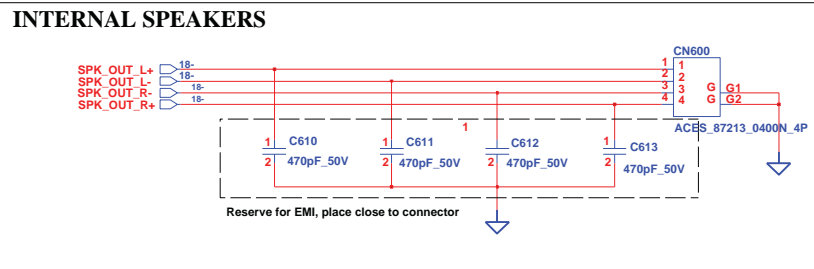 INTERNAL SPEAKERS
CN600
SPK_OUT_L+ 18- 1 1
SPK_OUT_L- 18- 2 2
SPK_OUT_R- 18- 3 3 G G1
SPK_OUT_R+ 18- 4 4 G G2
ACES_87213_0400N_4P
1
1 C610 1 C611 1 C612 1 C613
2 470pF_50V 2 470pF_50V 2 470pF_50V 2 470pF_50V
Reserve for EMI, place close to connector